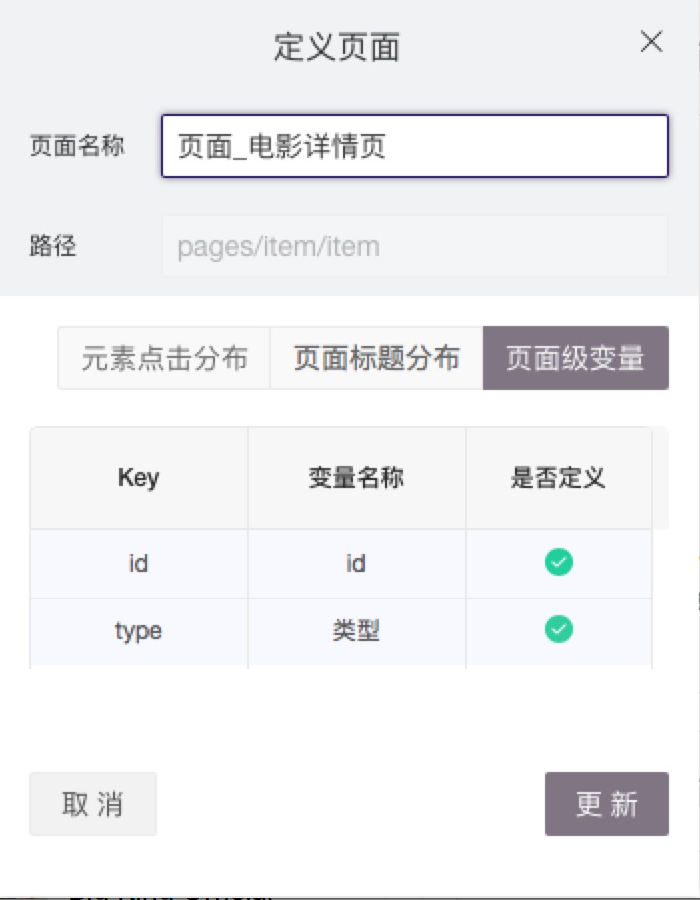 定义页面
页面名称 页面_电影详情页
路径 pages/item/item
元素点击分布 页面标题分布 页面级变量
Key 变量名称 是否定义
id id
type 类型
取消 更新